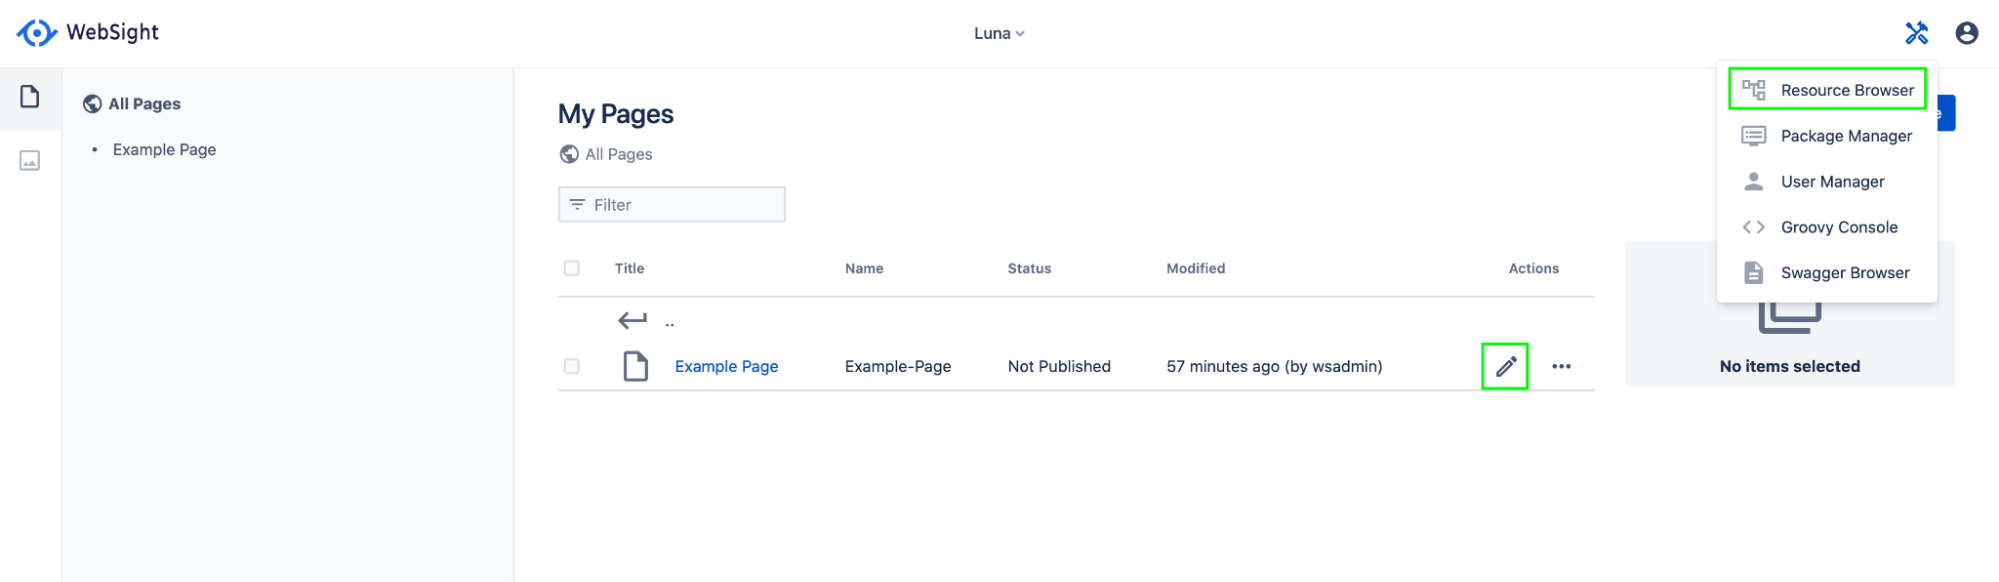 WebSight
Luna
All Pages
Example Page
My Pages
All Pages
Filter
Title Name Status Modified Actions
..
Example Page Example-Page Not Published 57 minutes ago (by wsadmin)
Resource Browser
Package Manager
User Manager
Groovy Console
Swagger Browser
No items selected